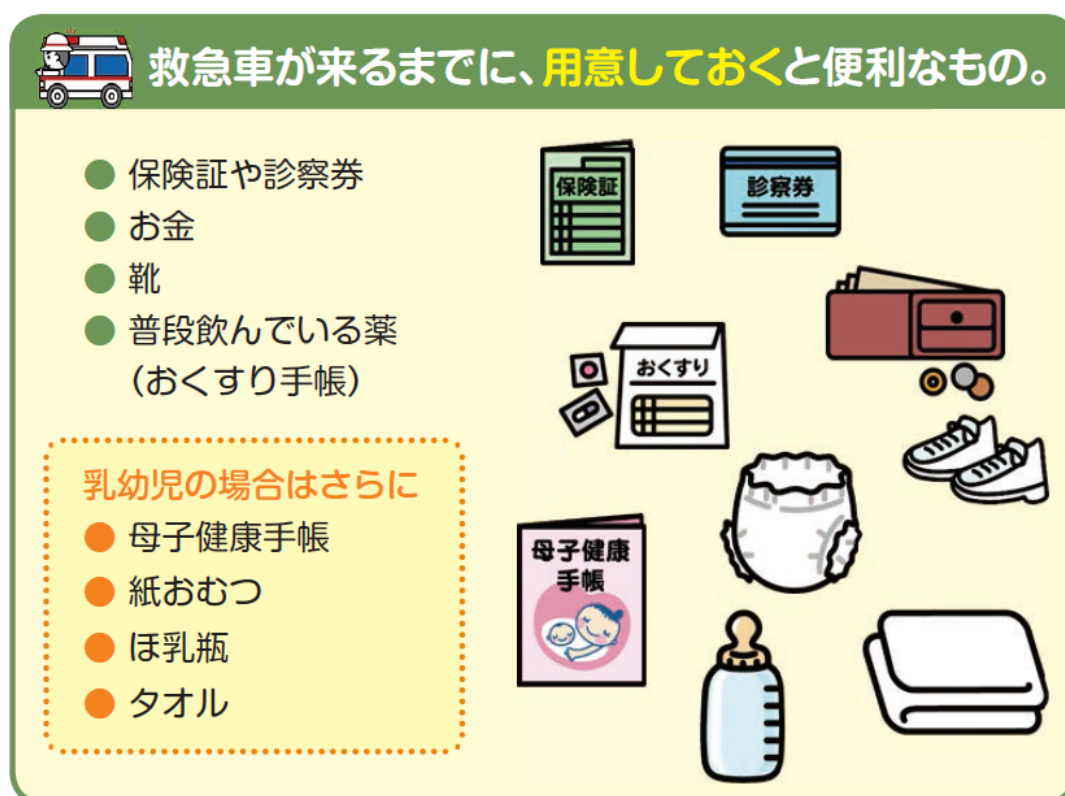 救急車が来るまでに、用意しておくと便利なもの。
● 保険証や診察券
● お金
● 靴
● 普段飲んでいる薬
（おくすり手帳）
乳幼児の場合はさらに
● 母子健康手帳
● 紙おむつ
● ほ乳瓶
● タオル
保険証
診察券
おくすり
母子健康
手帳